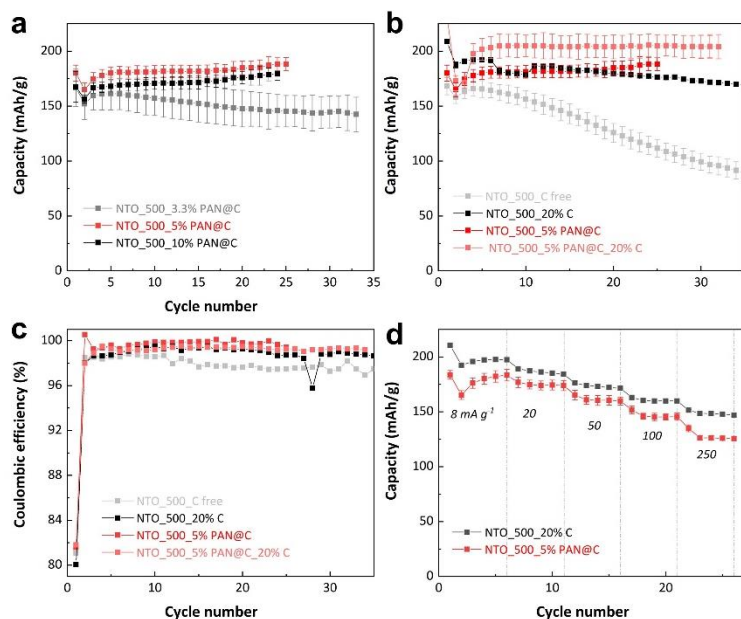 a
Capacity (mAh/g)
200
150
100
50
0
0 5 10 15 20 25 30 35
Cycle number
NTO_500_3.3% PAN@C
NTO_500_5% PAN@C
NTO_500_10% PAN@C
b
Capacity (mAh/g)
200
150
100
50
0
0 10 20 30
Cycle number
NTO_500_C free
NTO_500_20% C
NTO_500_5% PAN@C
NTO_500_5% PAN@C_20% C
c
Coulombic efficiency (%)
100
96
92
88
84
80
0 10 20 30
Cycle number
NTO_500_C free
NTO_500_20% C
NTO_500_5% PAN@C
NTO_500_5% PAN@C_20% C
d
Capacity (mAh/g)
200
150
100
50
0
0 10 20
Cycle number
8 mA g⁻¹
20
50
100
250
NTO_500_20% C
NTO_500_5% PAN@C